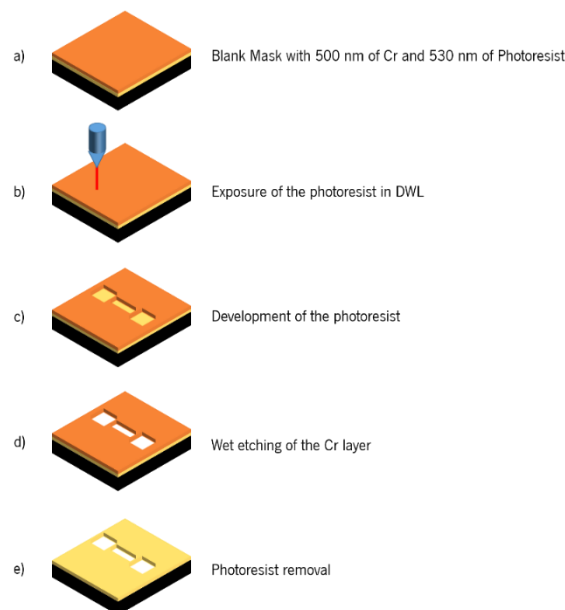 a) Blank Mask with 500 nm of Cr and 530 nm of Photoresist
b) Exposure of the photoresist in DWL
c) Development of the photoresist
d) Wet etching of the Cr layer
e) Photoresist removal